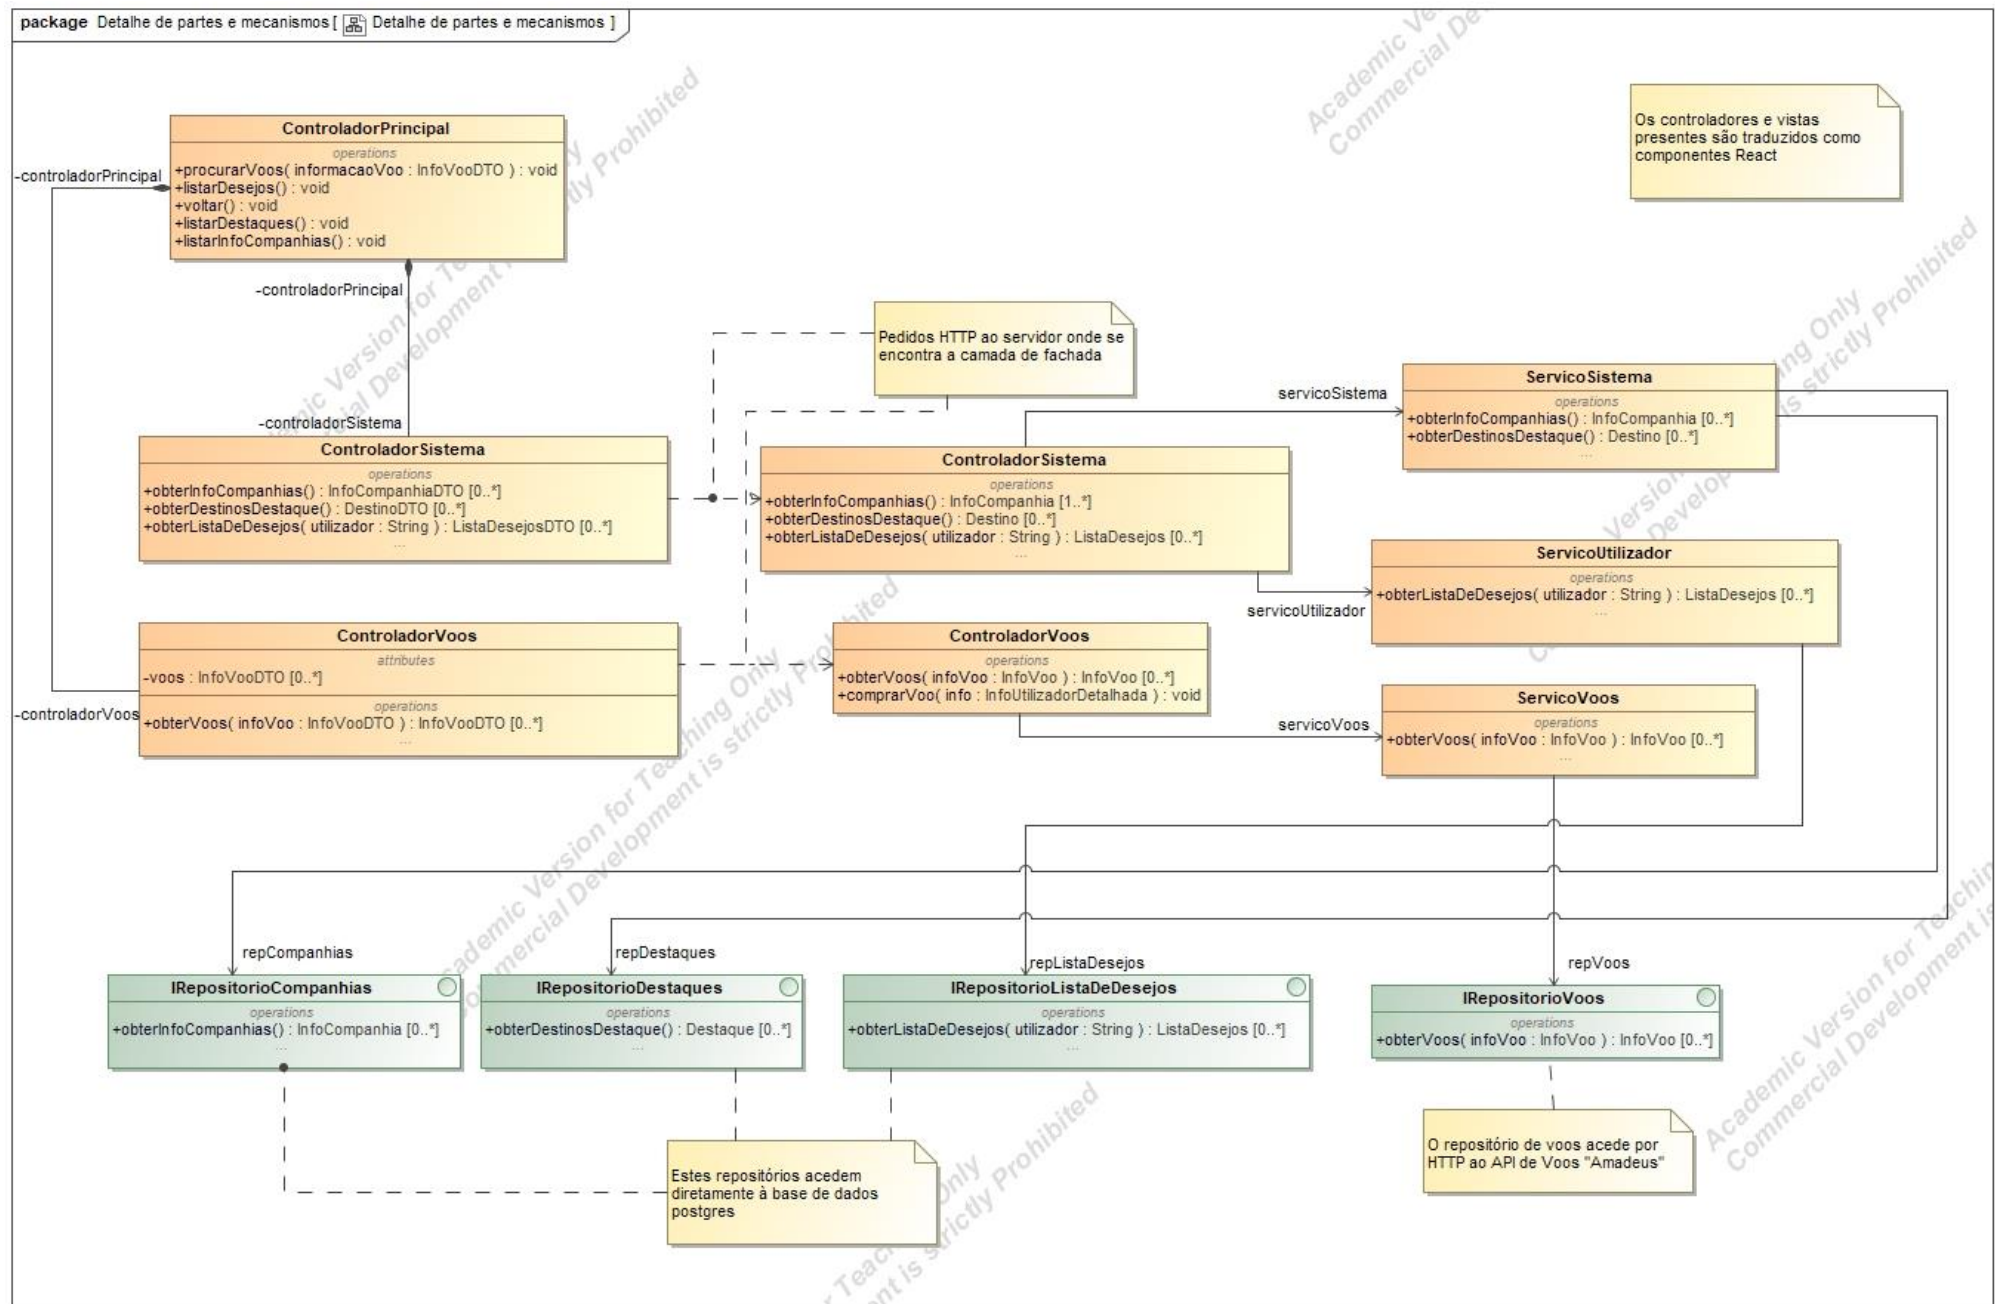 package Detalhe de partes e mecanismos [ Detalhe de partes e mecanismos ]
Academic Version for Teaching Only
Commercial Development is strictly Prohibited
Os controladores e vistas
presentes são traduzidos como
componentes React
ControladorPrincipal
operations
+procurarVoos( informacaoVoo : InfoVooDTO ) : void
+listarDesejos() : void
+voltar() : void
+listarDestaques() : void
+listarInfoCompanhias() : void
-controladorPrincipal
-controladorPrincipal
-controladorSistema
Pedidos HTTP ao servidor onde se
encontra a camada de fachada
ControladorSistema
operations
+obterInfoCompanhias() : InfoCompanhiaDTO [0..*]
+obterDestinosDestaque() : DestinoDTO [0..*]
+obterListaDeDesejos( utilizador : String ) : ListaDesejosDTO [0..*]
...
ControladorSistema
operations
+obterInfoCompanhias() : InfoCompanhia [1..*]
+obterDestinosDestaque() : Destino [0..*]
+obterListaDeDesejos( utilizador : String ) : ListaDesejos [0..*]
...
servicoSistema
ServicoSistema
operations
+obterInfoCompanhias() : InfoCompanhia [0..*]
+obterDestinosDestaque() : Destino [0..*]
...
servicoUtilizador
ServicoUtilizador
operations
+obterListaDeDesejos( utilizador : String ) : ListaDesejos [0..*]
...
-controladorVoos
ControladorVoos
attributes
-voos : InfoVooDTO [0..*]
operations
+obterVoos( infoVoo : InfoVooDTO ) : InfoVooDTO [0..*]
...
ControladorVoos
operations
+obterVoos( infoVoo : InfoVoo ) : InfoVoo [0..*]
+comprarVoo( info : InfoUtilizadorDetalhada ) : void
servicoVoos
ServicoVoos
operations
+obterVoos( infoVoo : InfoVoo ) : InfoVoo [0..*]
...
repCompanhias
repDestaques
repListaDesejos
repVoos
IRepositorioCompanhias
operations
+obterInfoCompanhias() : InfoCompanhia [0..*]
...
IRepositorioDestaques
operations
+obterDestinosDestaque() : Destaque [0..*]
...
IRepositorioListaDeDesejos
operations
+obterListaDeDesejos( utilizador : String ) : ListaDesejos [0..*]
...
IRepositorioVoos
operations
+obterVoos( infoVoo : InfoVoo ) : InfoVoo [0..*]
Estes repositórios acedem
diretamente à base de dados
postgres
O repositório de voos acede por
HTTP ao API de Voos "Amadeus"